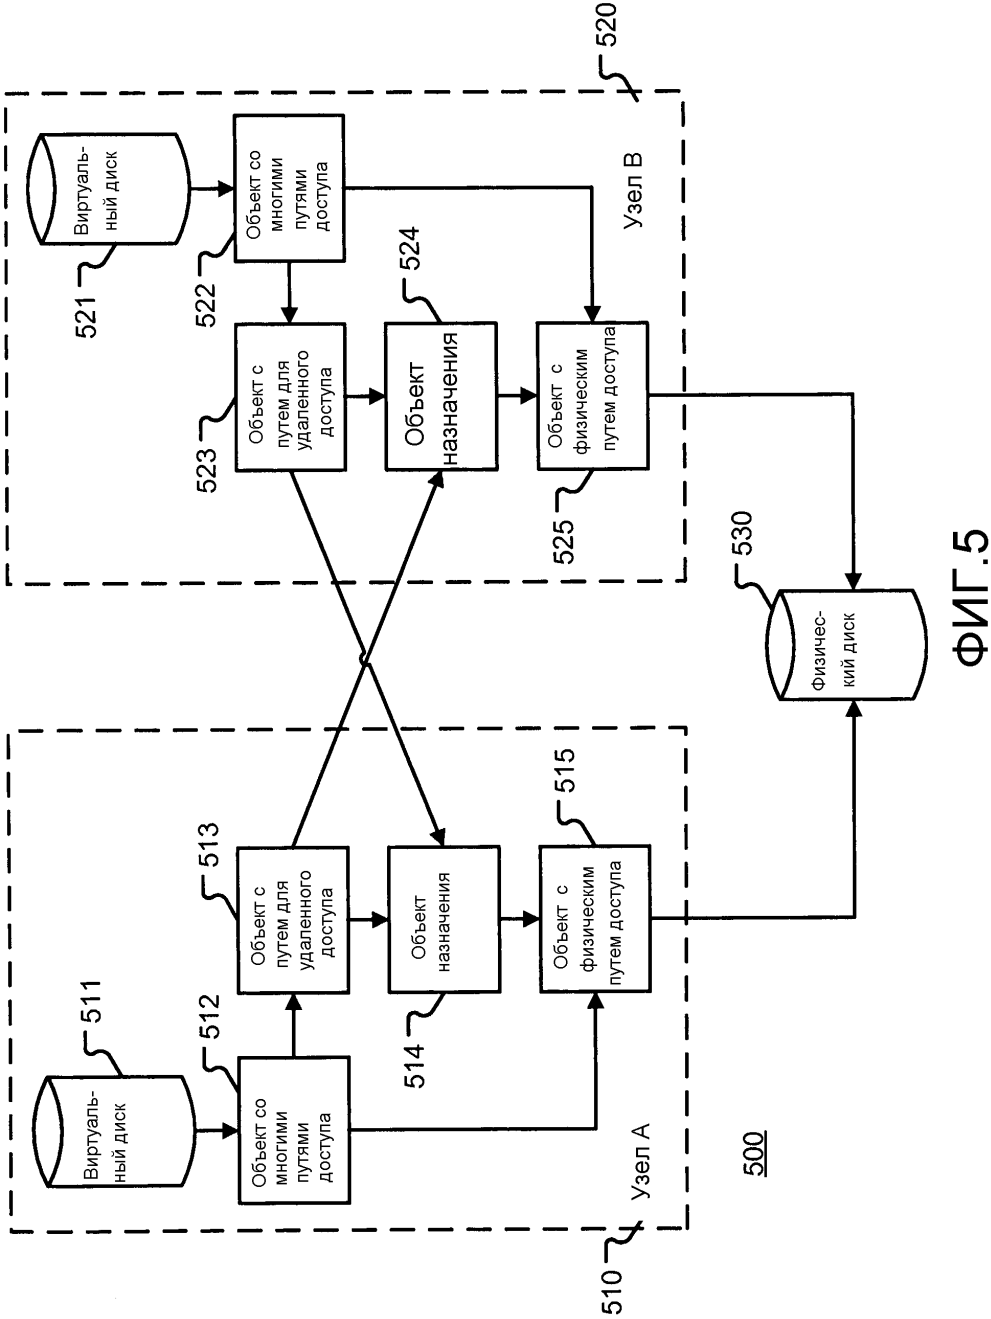 511
Виртуаль-
ный диск
512
Объект со
многими
путями
доступа
513
Объект с
путем для
удаленного
доступа
514
Объект
назначения
515
Объект с
физическим
путем доступа
Узел А
510
521
Виртуаль-
ный диск
522
Объект со
многими
путями
доступа
523
Объект с
путем для
удаленного
доступа
524
Объект
назначения
525
Объект с
физическим
путем доступа
Узел В
520
530
Физичес-
кий диск
500
ФИГ.5